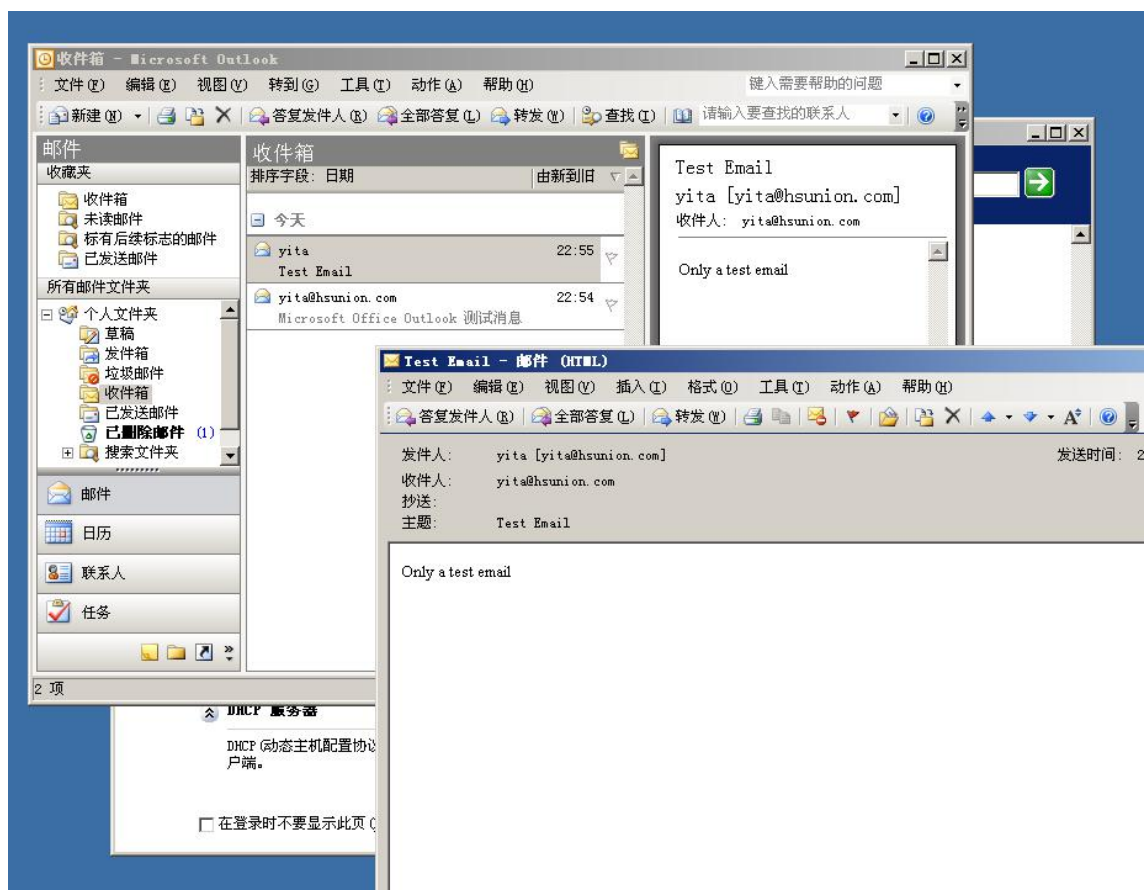 收件箱 - Microsoft Outlook
文件(F) 编辑(E) 视图(V) 转到(G) 工具(T) 动作(A) 帮助(H) 键入需要帮助的问题
新建(N) 答复发件人(R) 全部答复(L) 转发(W) 查找(I) 请输入要查找的联系人
邮件
收藏夹
收件箱
未读邮件
标有后续标志的邮件
已发送邮件
所有邮件文件夹
个人文件夹
草稿
发件箱
垃圾邮件
收件箱
已发送邮件
已删除邮件 (1)
搜索文件夹
邮件
日历
联系人
任务
2 项
收件箱
排序字段: 日期 由新到旧
今天
yita 22:55
Test Email
yita@hsunion.com 22:54
Microsoft Office Outlook 测试消息
Test Email
yita [yita@hsunion.com]
收件人: yita@hsunion.com
Only a test email
Test Email - 邮件 (HTML)
文件(F) 编辑(E) 视图(V) 插入(I) 格式(O) 工具(T) 动作(A) 帮助(H)
答复发件人(R) 全部答复(L) 转发(W)
发件人: yita [yita@hsunion.com] 发送时间: 2
收件人: yita@hsunion.com
抄送:
主题: Test Email
Only a test email
DHCP 服务器
DHCP(动态主机配置协议
户端。
在登录时不要显示此页(